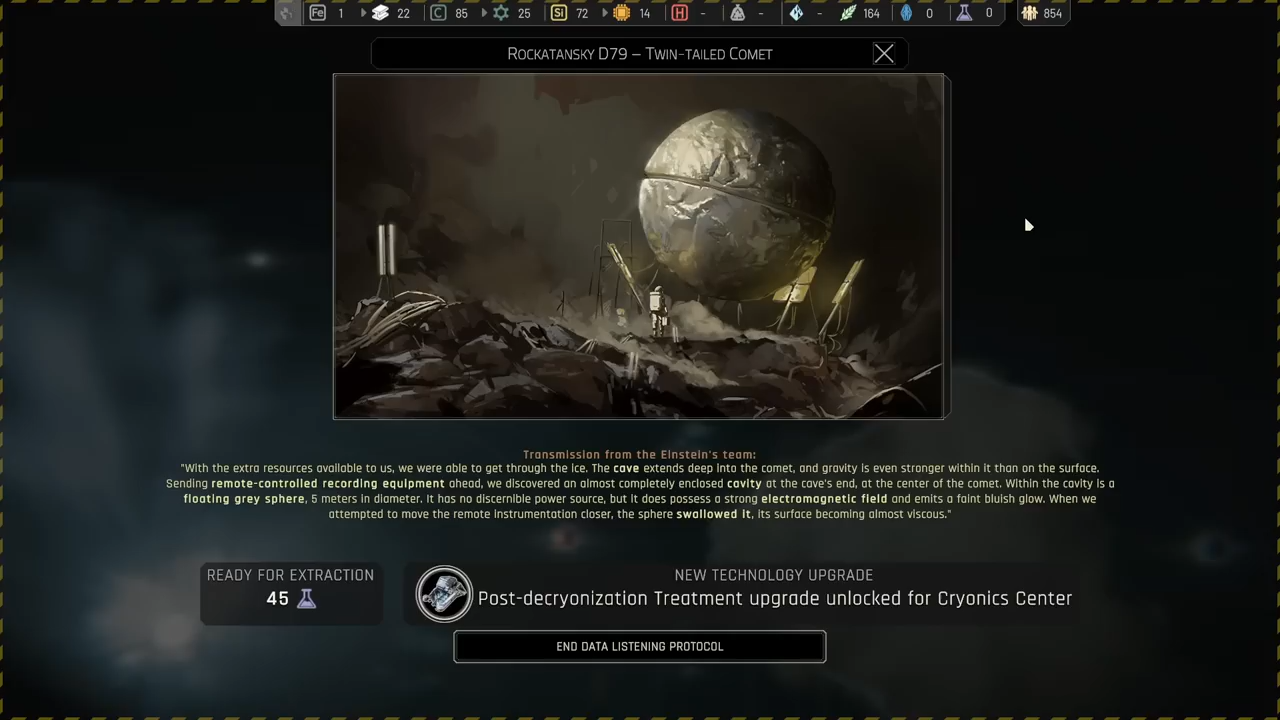 Fe 1 22 C 85 25 Si 72 14 H - - - 164 0 0 854
Rockatansky D79 – Twin-tailed Comet
Transmission from the Einstein's team:
"With the extra resources available to us, we were able to get through the ice. The cave extends deep into the comet, and gravity is even stronger within it than on the surface.
Sending remote-controlled recording equipment ahead, we discovered an almost completely enclosed cavity at the cave's end, at the center of the comet. Within the cavity is a
floating grey sphere, 5 meters in diameter. It has no discernible power source, but it does possess a strong electromagnetic field and emits a faint bluish glow. When we
attempted to move the remote instrumentation closer, the sphere swallowed it, its surface becoming almost viscous."
READY FOR EXTRACTION
45
NEW TECHNOLOGY UPGRADE
Post-decryonization Treatment upgrade unlocked for Cryonics Center
END DATA LISTENING PROTOCOL